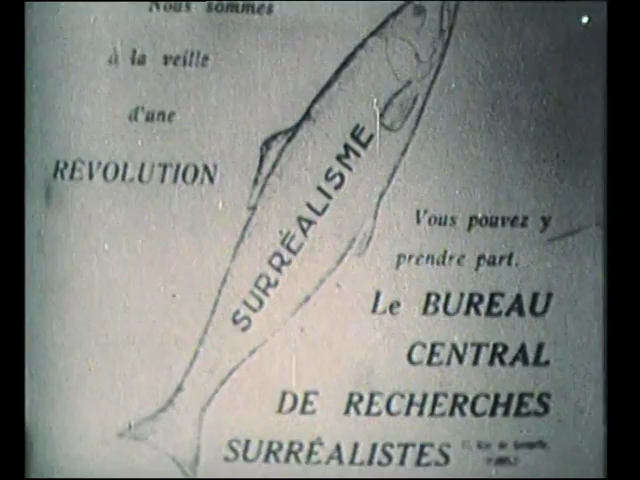 Nous sommes
à la veille
d'une
RÉVOLUTION
SURRÉALISME
Vous pouvez y
prendre part.
Le BUREAU
CENTRAL
DE RECHERCHES
SURRÉALISTES